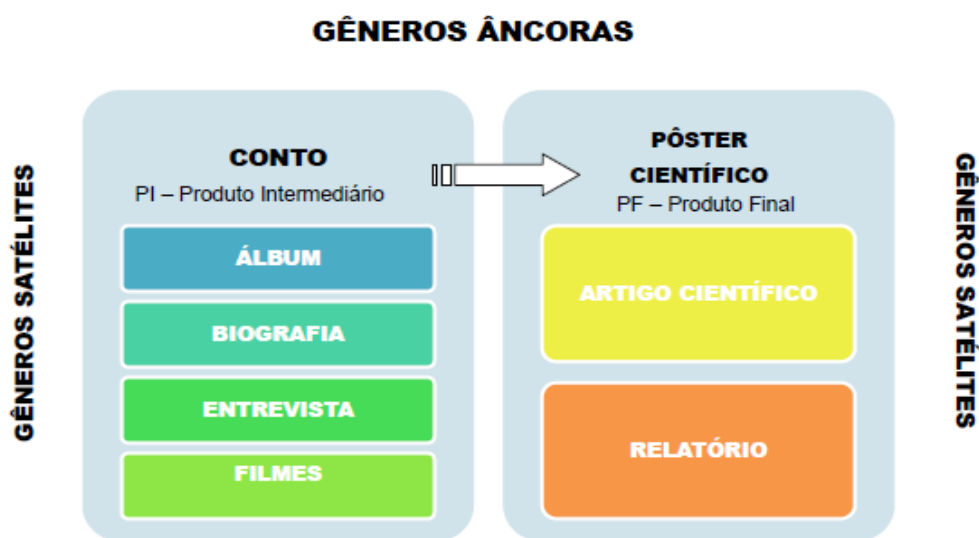 GÊNEROS ÂNCORAS
GÊNEROS SATÉLITES
CONTO
PI – Produto Intermediário
ÁLBUM
BIOGRAFIA
ENTREVISTA
FILMES
PÔSTER
CIENTÍFICO
PF – Produto Final
ARTIGO CIENTÍFICO
RELATÓRIO
GÊNEROS SATÉLITES